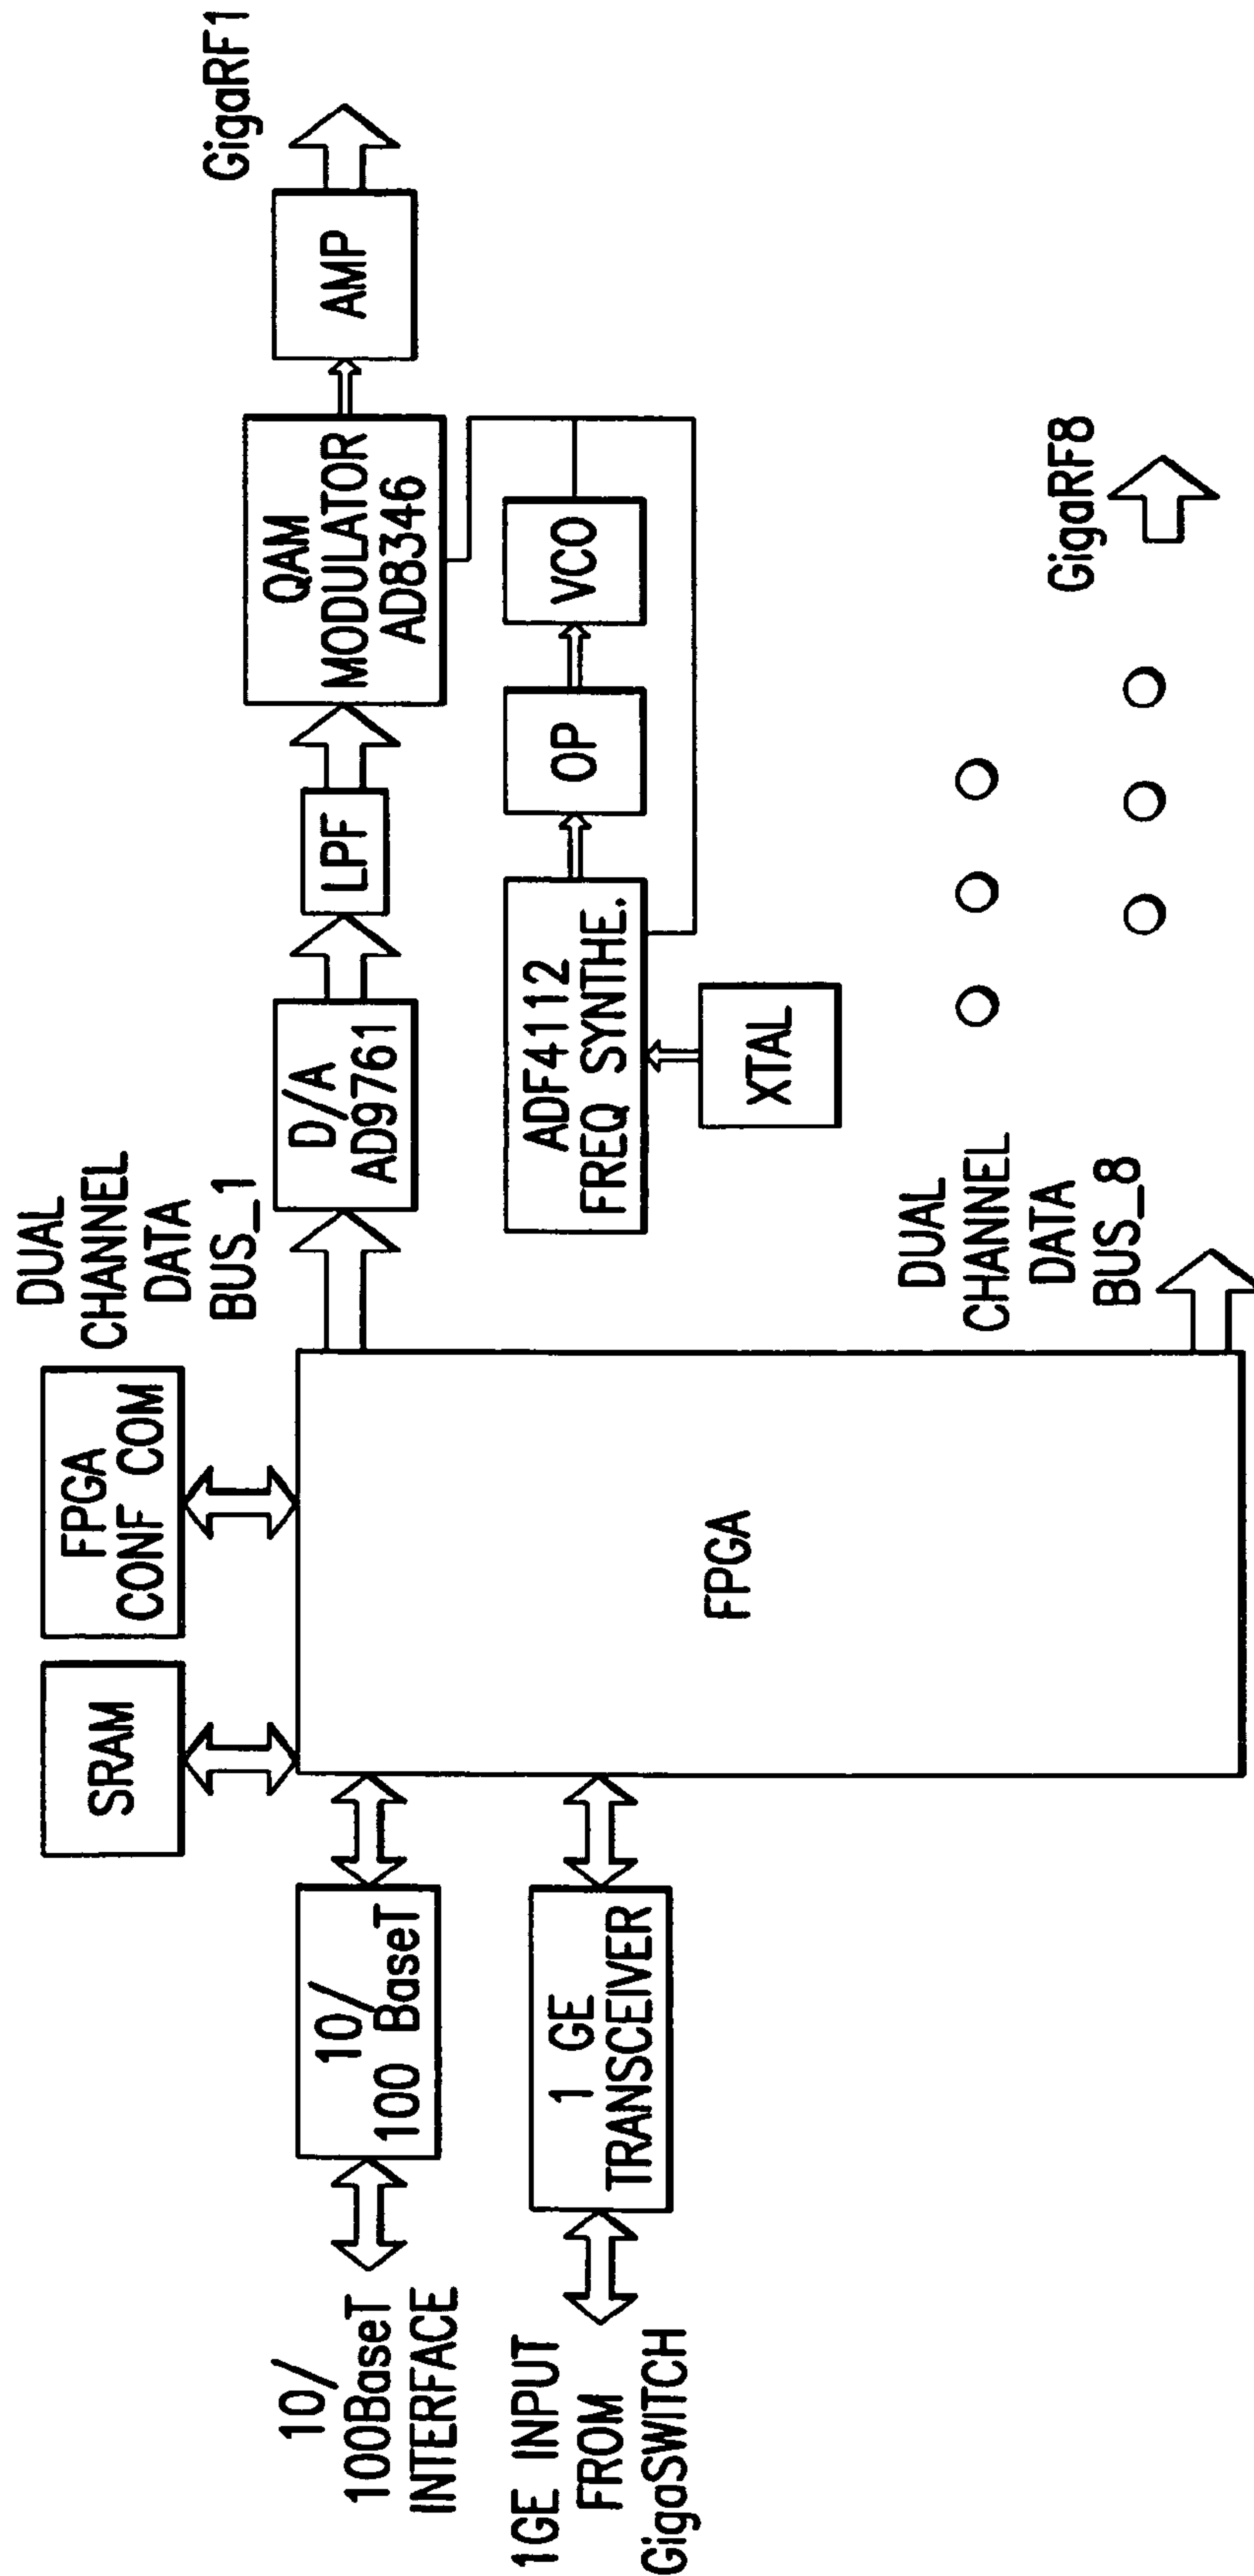 10/
100BaseT
INTERFACE
1GE INPUT
FROM
GigaSWITCH
10/
100 BaseT
1 GE
TRANSCEIVER
SRAM
FPGA
CONF COM
FPGA
DUAL
CHANNEL
DATA
BUS_1
D/A
AD9761
LPF
QAM
MODULATOR
AD8346
AMP
GigaRF1
ADF4112
FREQ SYNTHE.
OP
VCO
XTAL
DUAL
CHANNEL
DATA
BUS_8
GigaRF8